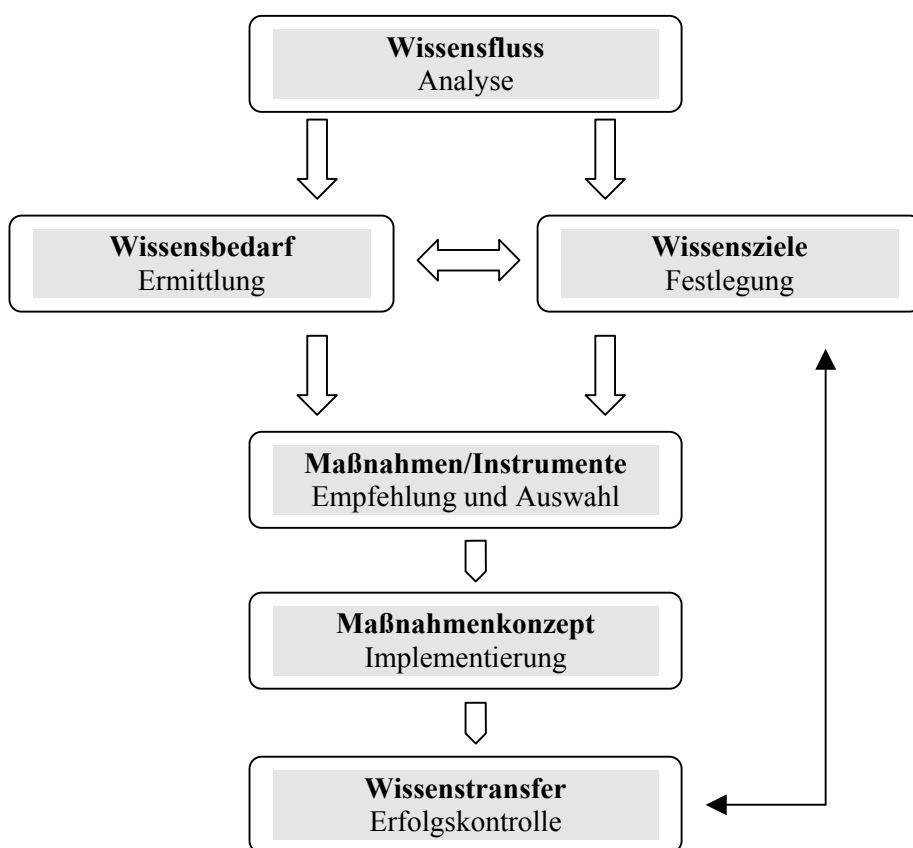 Wissensfluss
Analyse
Wissensbedarf
Ermittlung
Wissensziele
Festlegung
Maßnahmen/Instrumente
Empfehlung und Auswahl
Maßnahmenkonzept
Implementierung
Wissenstransfer
Erfolgskontrolle